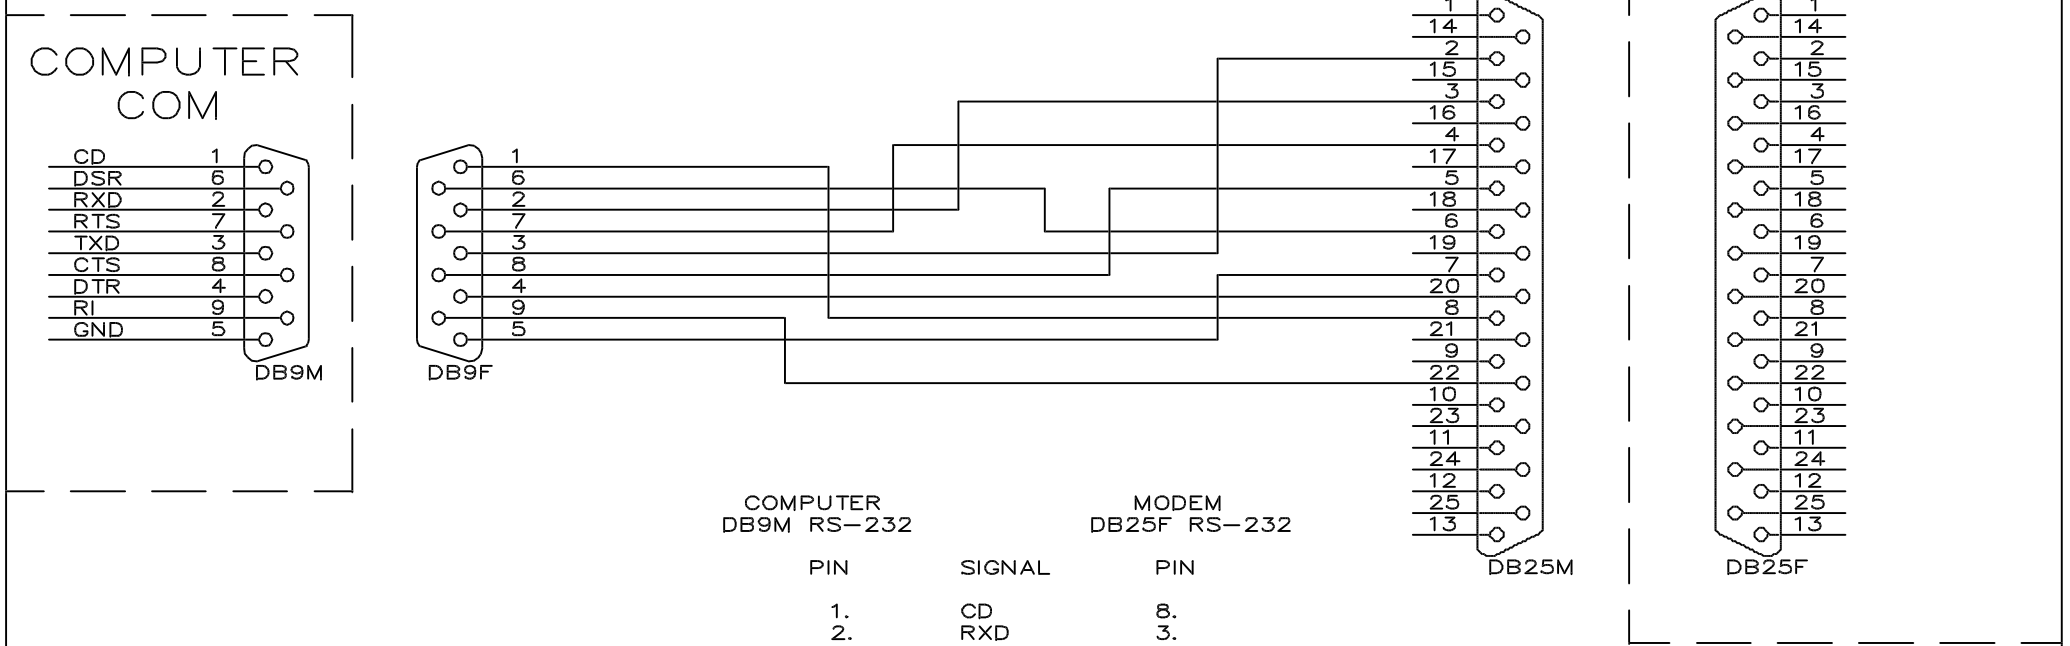 COMPUTER
COM
CD 1
DSR 6
RXD 2
RTS 7
TXD 3
CTS 8
DTR 4
RI 9
GND 5
DB9M
1
6
2
7
3
8
4
9
5
DB9F
1
14
2
15
3
16
4
17
5
18
6
19
7
20
8
21
9
22
10
23
11
24
12
25
13
DB25M
1
14
2
15
3
16
4
17
5
18
6
19
7
20
8
21
9
22
10
23
11
24
12
25
13
DB25F
COMPUTER MODEM
DB9M RS-232 DB25F RS-232
PIN SIGNAL PIN
1. CD 8.
2. RXD 3.